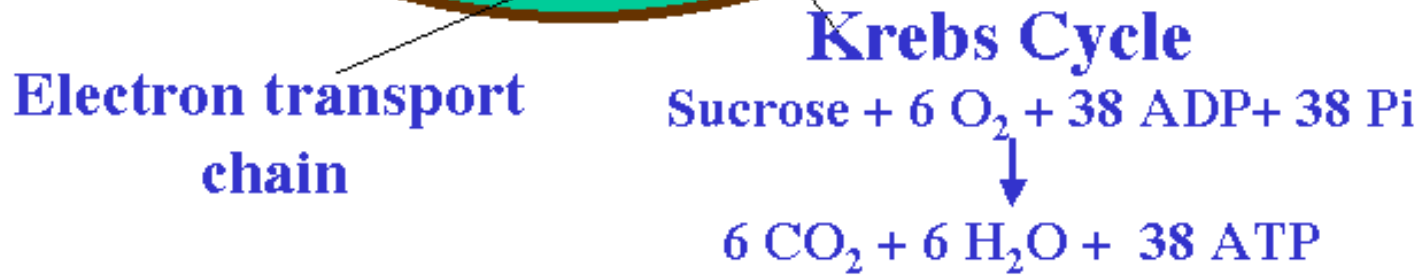 Electron transport
chain
Krebs Cycle
Sucrose + 6 O₂ + 38 ADP+ 38 Pi
6 CO₂ + 6 H₂O + 38 ATP